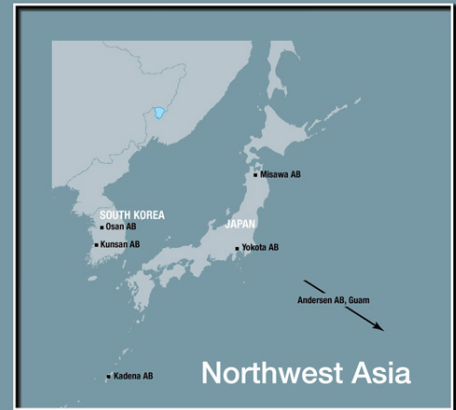 Misawa AB
SOUTH KOREA
Osan AB
JAPAN
Kunsan AB
Yokota AB
Andersen AB, Guam
Kadena AB
Northwest Asia